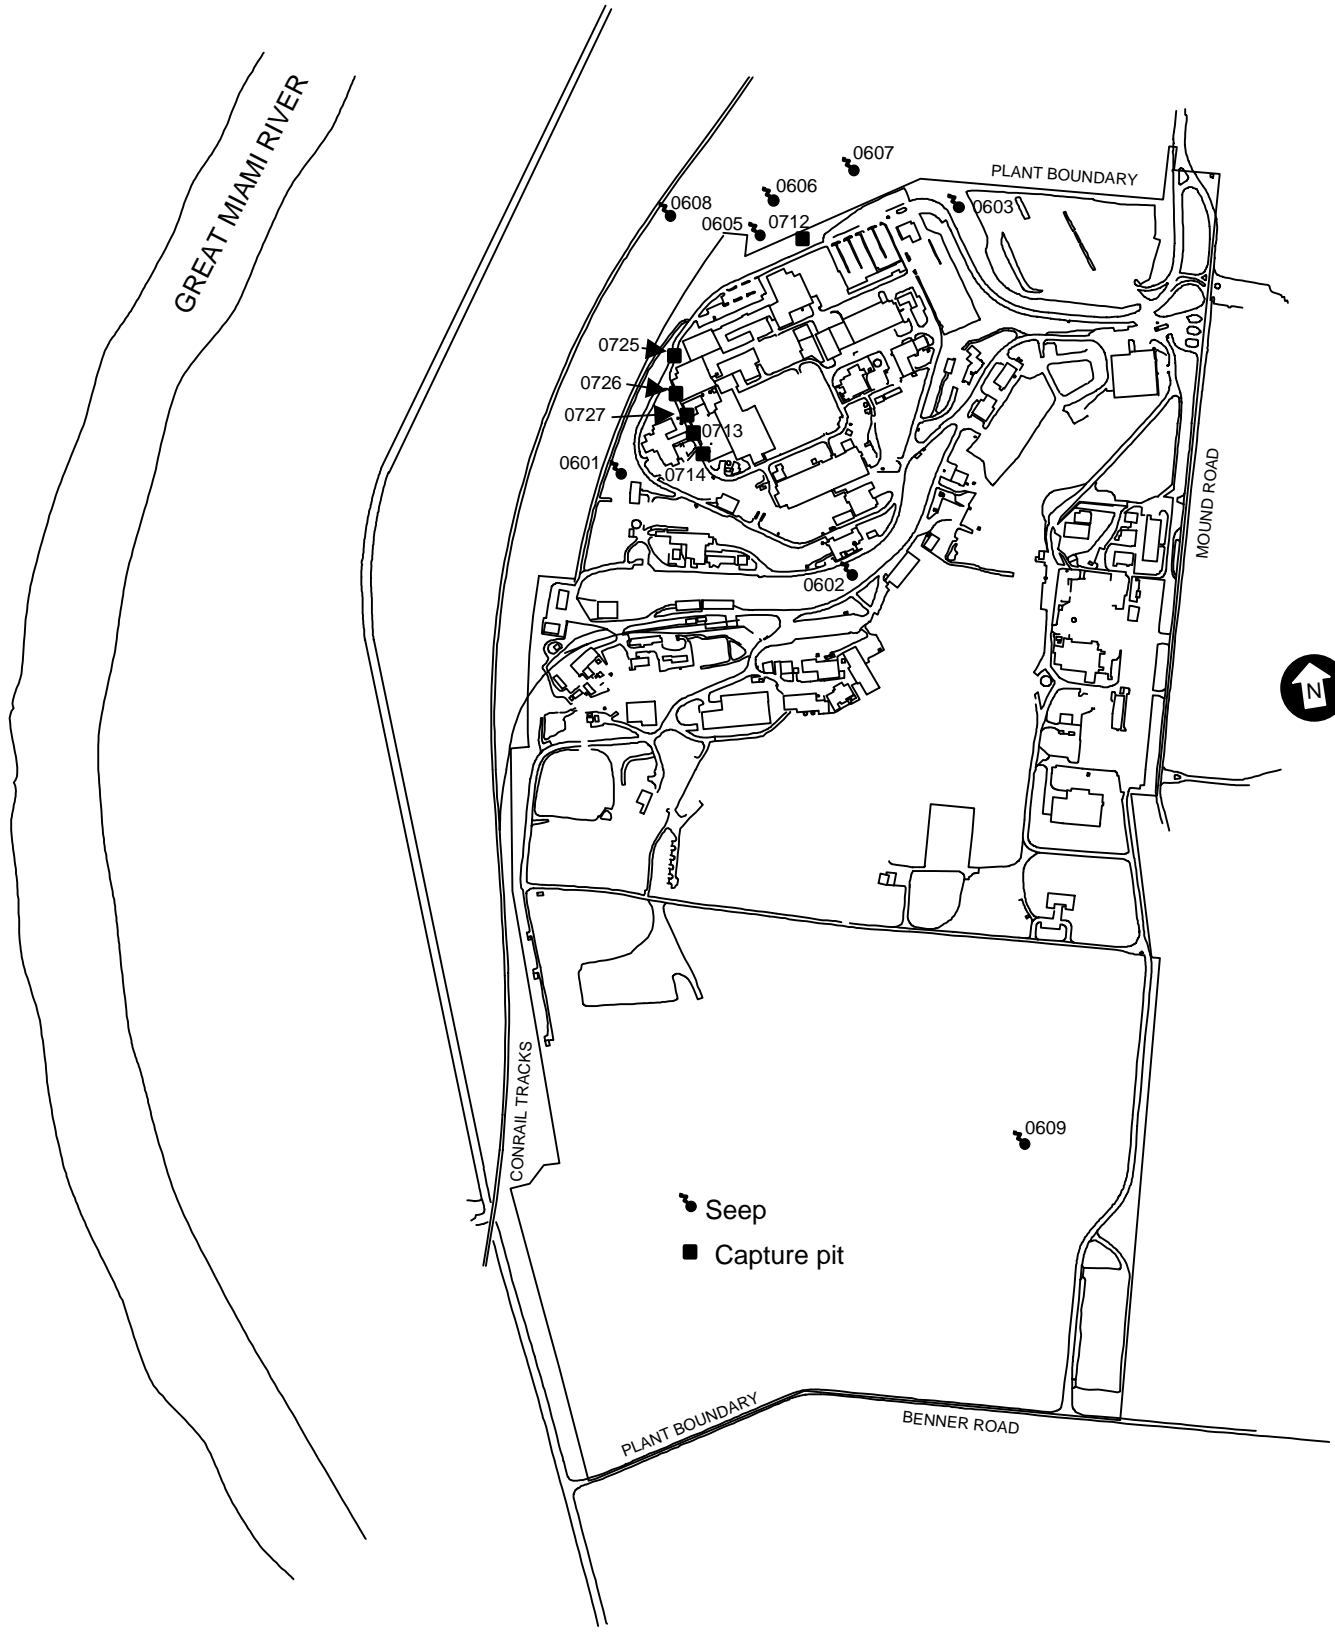 GREAT MIAMI RIVER
0607
PLANT BOUNDARY
0606
0608
0603
0605
0712
0725
0726
0727
0713
0601
0714
MOUND ROAD
0602
N
CONRAIL TRACKS
0609
Seep
Capture pit
PLANT BOUNDARY
BENNER ROAD